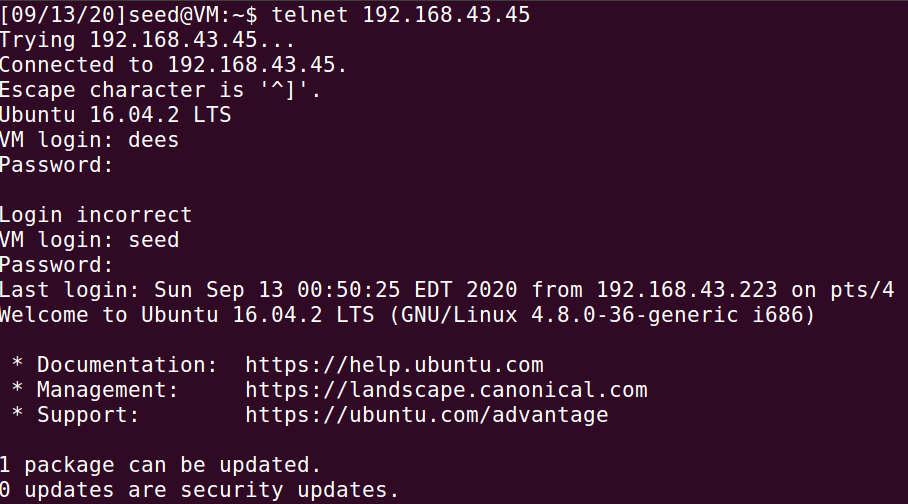 [09/13/20]seed@VM:~$ telnet 192.168.43.45
Trying 192.168.43.45...
Connected to 192.168.43.45.
Escape character is '^]'.
Ubuntu 16.04.2 LTS
VM login: dees
Password:

Login incorrect
VM login: seed
Password:
Last login: Sun Sep 13 00:50:25 EDT 2020 from 192.168.43.223 on pts/4
Welcome to Ubuntu 16.04.2 LTS (GNU/Linux 4.8.0-36-generic i686)

 * Documentation:  https://help.ubuntu.com
 * Management:     https://landscape.canonical.com
 * Support:        https://ubuntu.com/advantage

1 package can be updated.
0 updates are security updates.